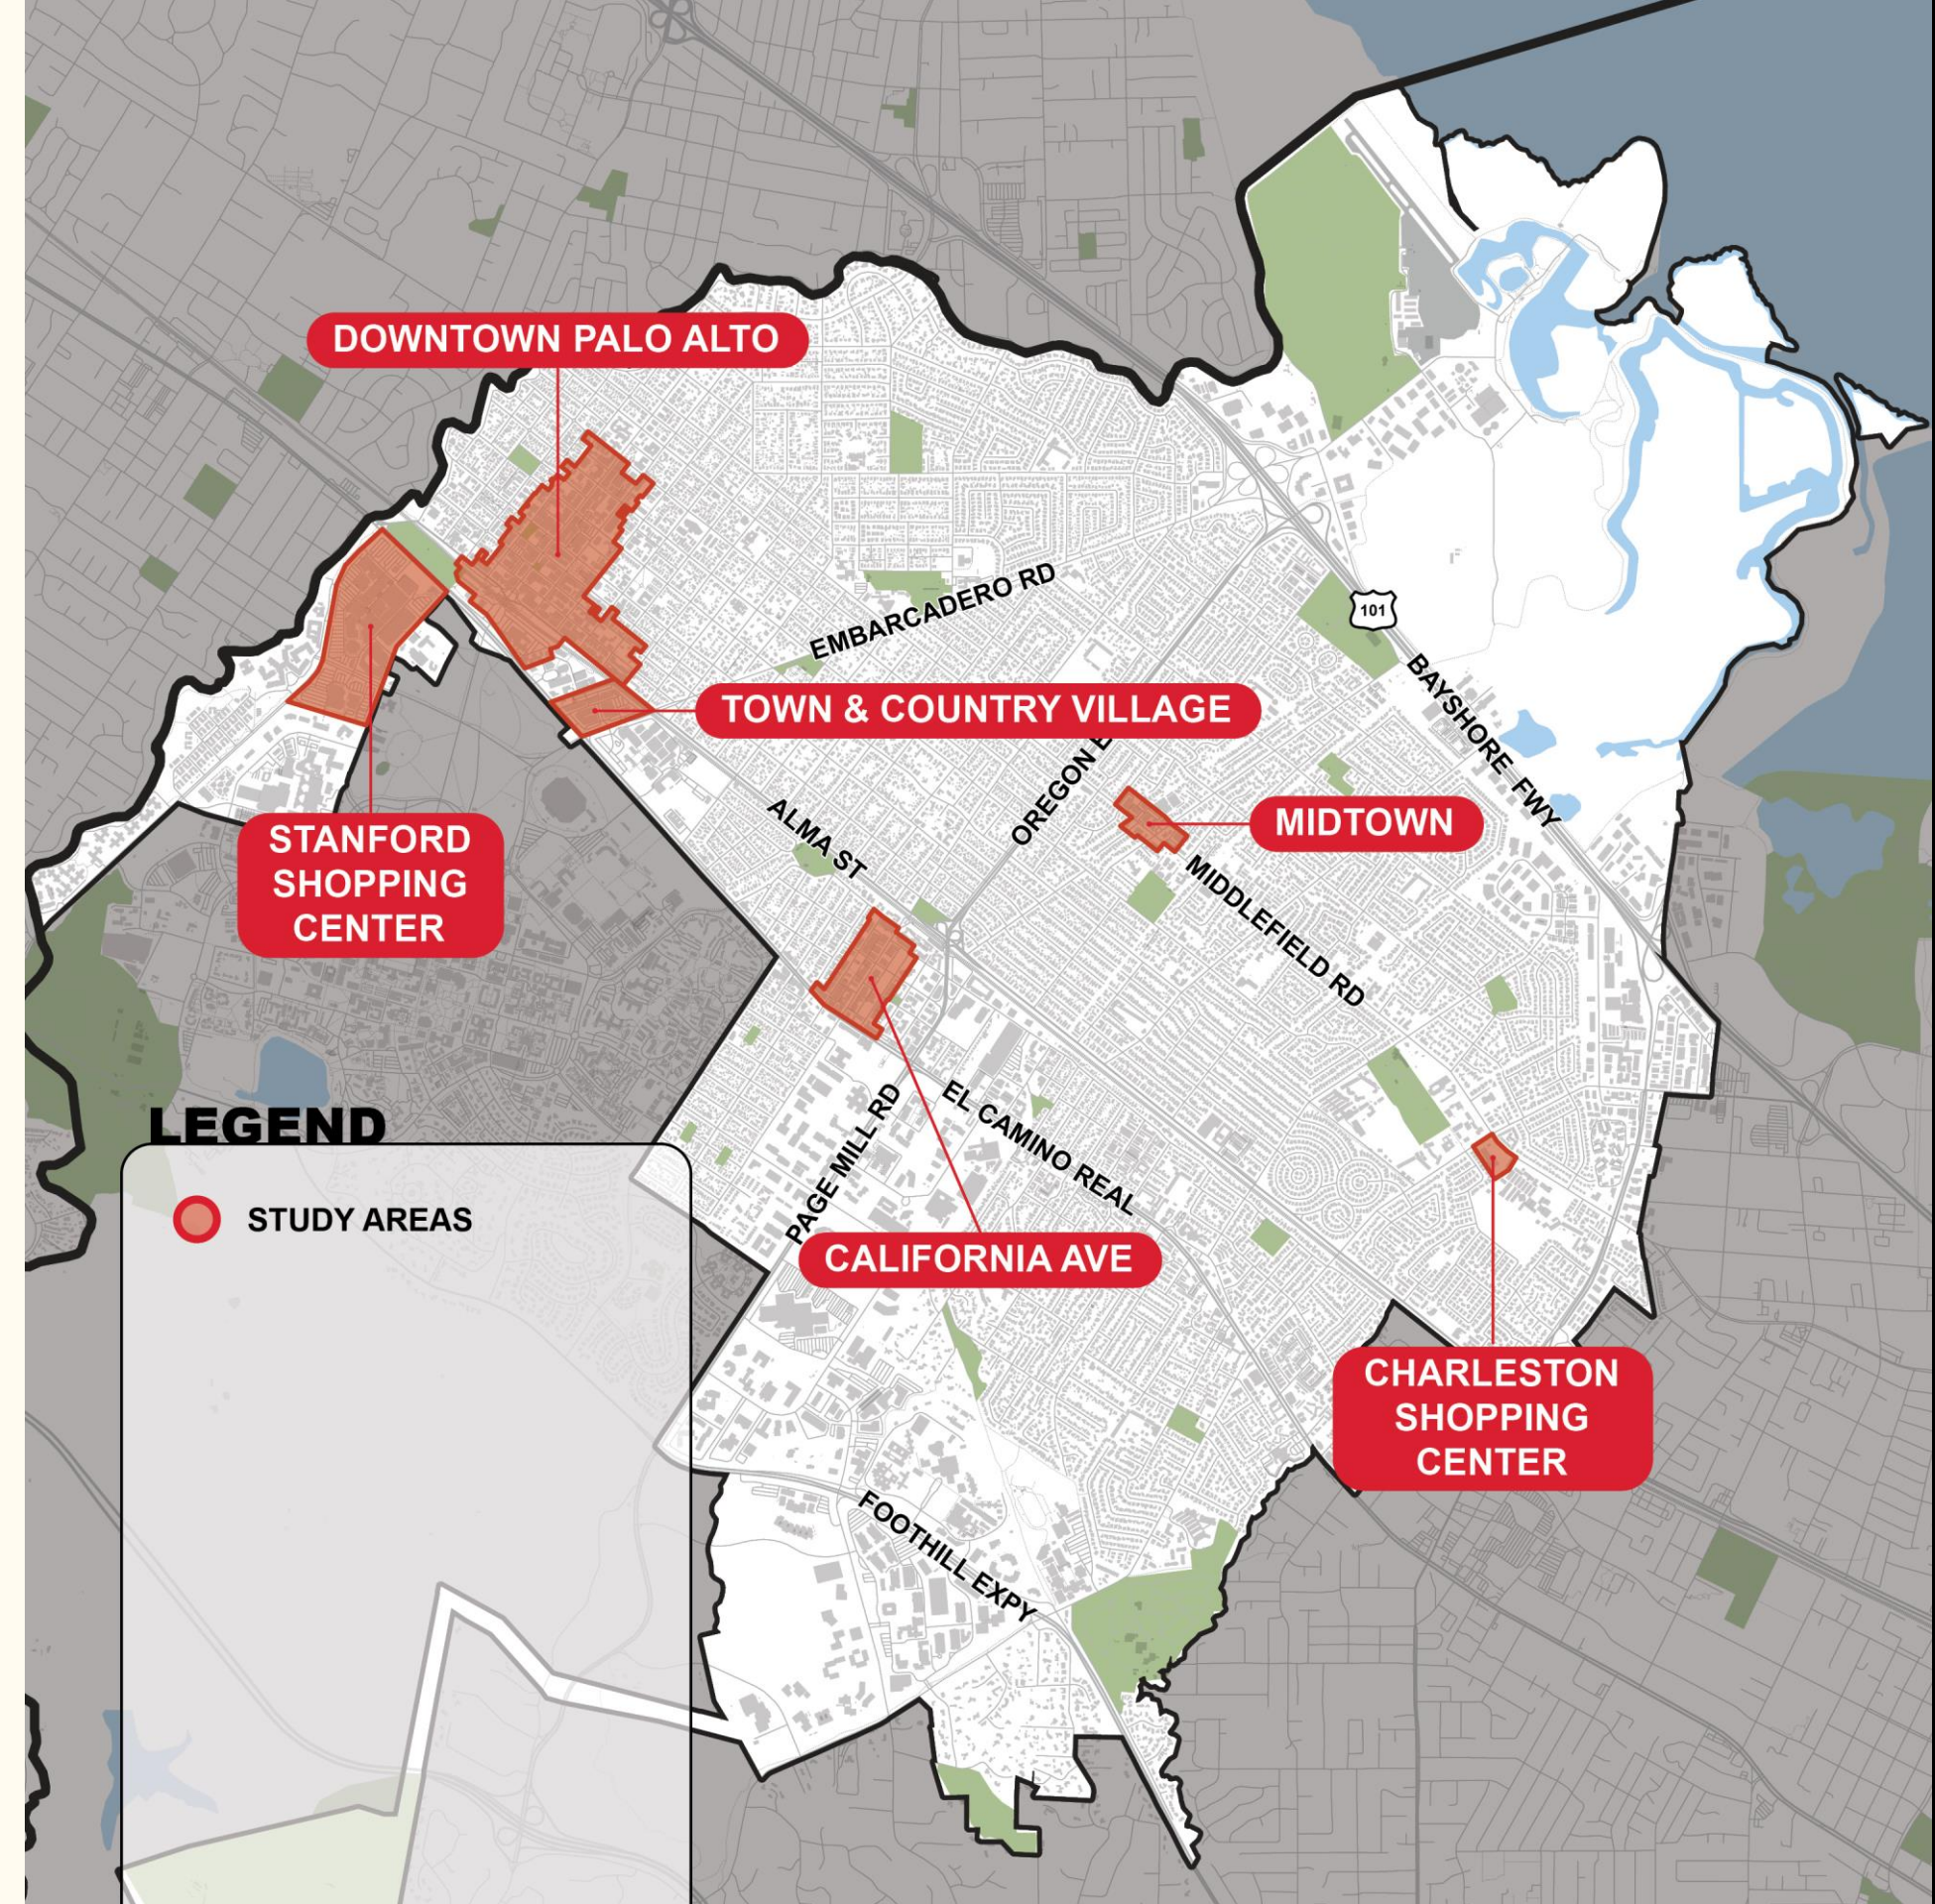 DOWNTOWN PALO ALTO
EMBARCADERO RD
101
TOWN & COUNTRY VILLAGE
BAYSHORE FWY
OREGON
MIDTOWN
ALMA ST
STANFORD
SHOPPING
CENTER
MIDDLEFIELD RD
LEGEND
STUDY AREAS
PAGE MILL RD
EL CAMINO REAL
CALIFORNIA AVE
CHARLESTON
SHOPPING
CENTER
FOOTHILL EXPY